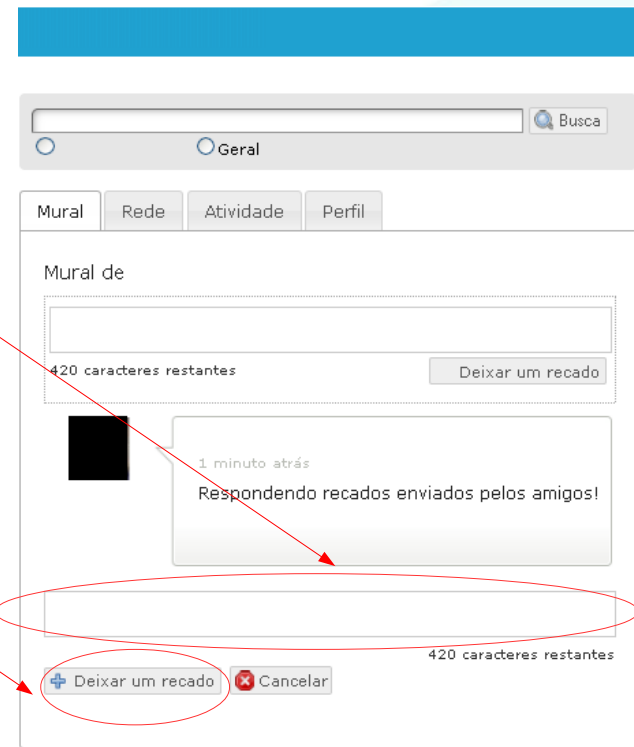 Busca
Geral
Mural Rede Atividade Perfil
Mural de
420 caracteres restantes Deixar um recado
1 minuto atrás
Respondendo recados enviados pelos amigos!
420 caracteres restantes
Deixar um recado Cancelar